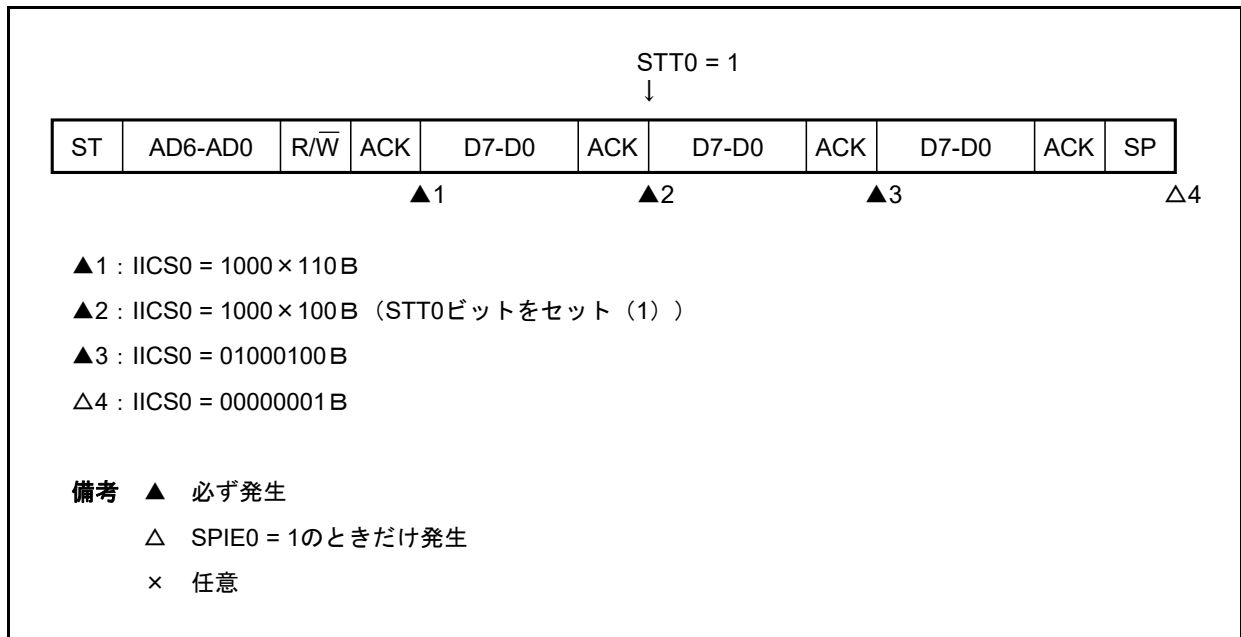 STT0 = 1
↓
ST AD6-AD0 R/W̅ ACK D7-D0 ACK D7-D0 ACK D7-D0 ACK SP
▲1 ▲2 ▲3 △4
▲1：IICS0 = 1000×110B
▲2：IICS0 = 1000×100B（STT0ビットをセット（1））
▲3：IICS0 = 01000100B
△4：IICS0 = 00000001B
備考 ▲ 必ず発生
△ SPIE0 = 1のときだけ発生
× 任意